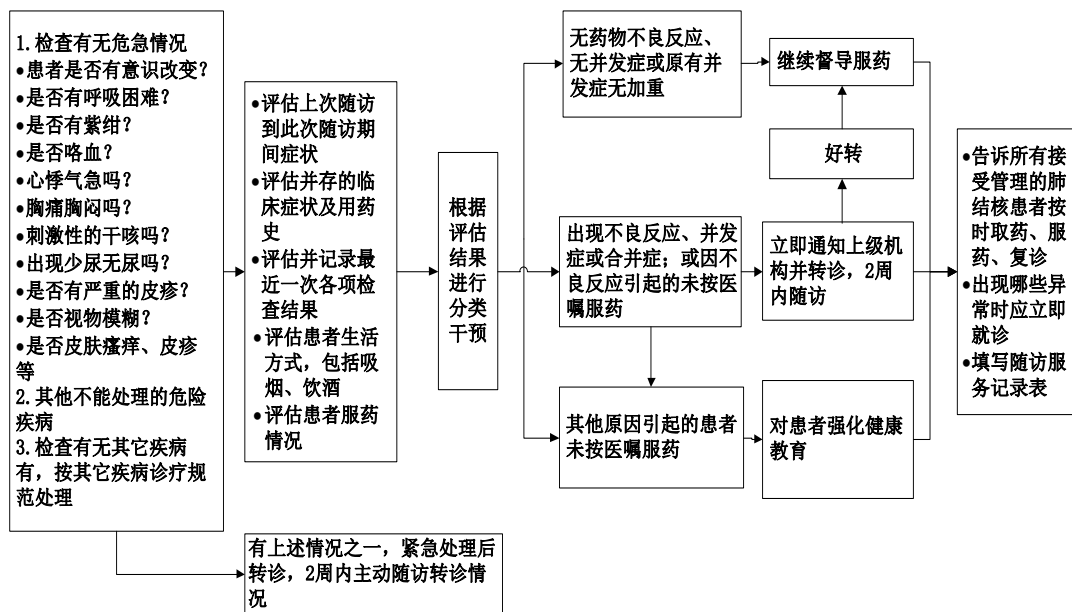 1.检查有无危急情况
•患者是否有意识改变？
•是否有呼吸困难？
•是否有紫绀？
•是否咯血？
•心悸气急吗？
•胸痛胸闷吗？
•刺激性的干咳吗？
•出现少尿无尿吗？
•是否有严重的皮疹？
•是否视物模糊？
•是否皮肤瘙痒、皮疹
等
2.其他不能处理的危险
疾病
3.检查有无其它疾病
有，按其它疾病诊疗规
范处理
•评估上次随访
到此次随访期
间症状
•评估并存的临
床症状及用药
史
•评估并记录最
近一次各项检
查结果
•评估患者生活
方式，包括吸
烟、饮酒
•评估患者服药
情况
根据
评估
结果
进行
分类
干预
无药物不良反应、
无并发症或原有并
发症无加重
继续督导服药
好转
出现不良反应、并发
症或合并症；或因不
良反应引起的未按医
嘱服药
立即通知上级机
构并转诊，2周
内随访
其他原因引起的患者
未按医嘱服药
对患者强化健康
教育
•告诉所有接
受管理的肺
结核患者按
时取药、服
药、复诊
•出现哪些异
常时应立即
就诊
•填写随访服
务记录表
有上述情况之一，紧急处理后
转诊，2周内主动随访转诊情
况